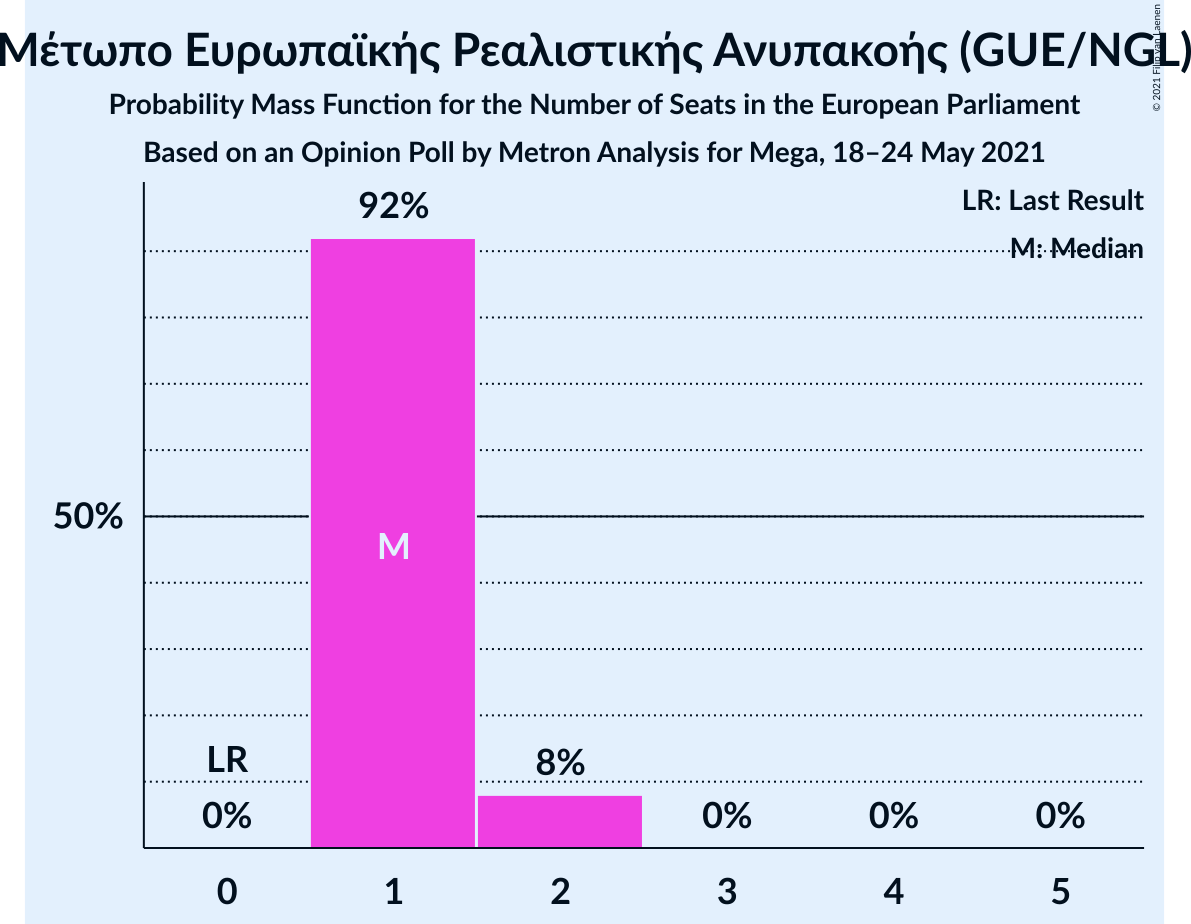 Μέτωπο Ευρωπαϊκής Ρεαλιστικής Ανυπακοής (GUE/NGL)
© 2021 Filip van Laenen
Probability Mass Function for the Number of Seats in the European Parliament
Based on an Opinion Poll by Metron Analysis for Mega, 18–24 May 2021
LR: Last Result
M: Median
92%
50%
M
LR
8%
0%
0%
0%
0%
0 1 2 3 4 5